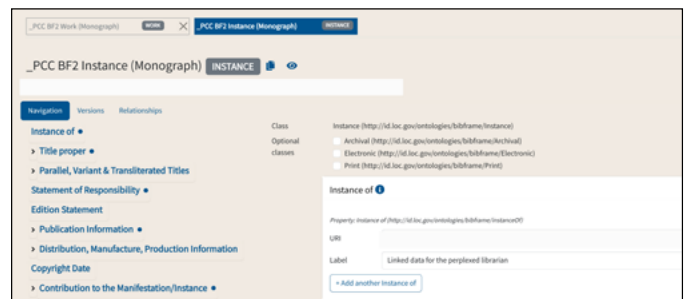 _PCC BF2 Work (Monograph) WORK _PCC BF2 Instance (Monograph) INSTANCE
_PCC BF2 Instance (Monograph) INSTANCE
Navigation Versions Relationships
Instance of
Title proper
Parallel, Variant & Transliterated Titles
Statement of Responsibility
Edition Statement
Publication Information
Distribution, Manufacture, Production Information
Copyright Date
Contribution to the Manifestation/Instance
Class Instance (http://id.loc.gov/ontologies/bibframe/Instance)
Optional classes
Archival (http://id.loc.gov/ontologies/bibframe/Archival)
Electronic (http://id.loc.gov/ontologies/bibframe/Electronic)
Print (http://id.loc.gov/ontologies/bibframe/Print)
Instance of
Property: Instance of (http://id.loc.gov/ontologies/bibframe/instanceOf)
URI
Label Linked data for the perplexed librarian
+ Add another Instance of